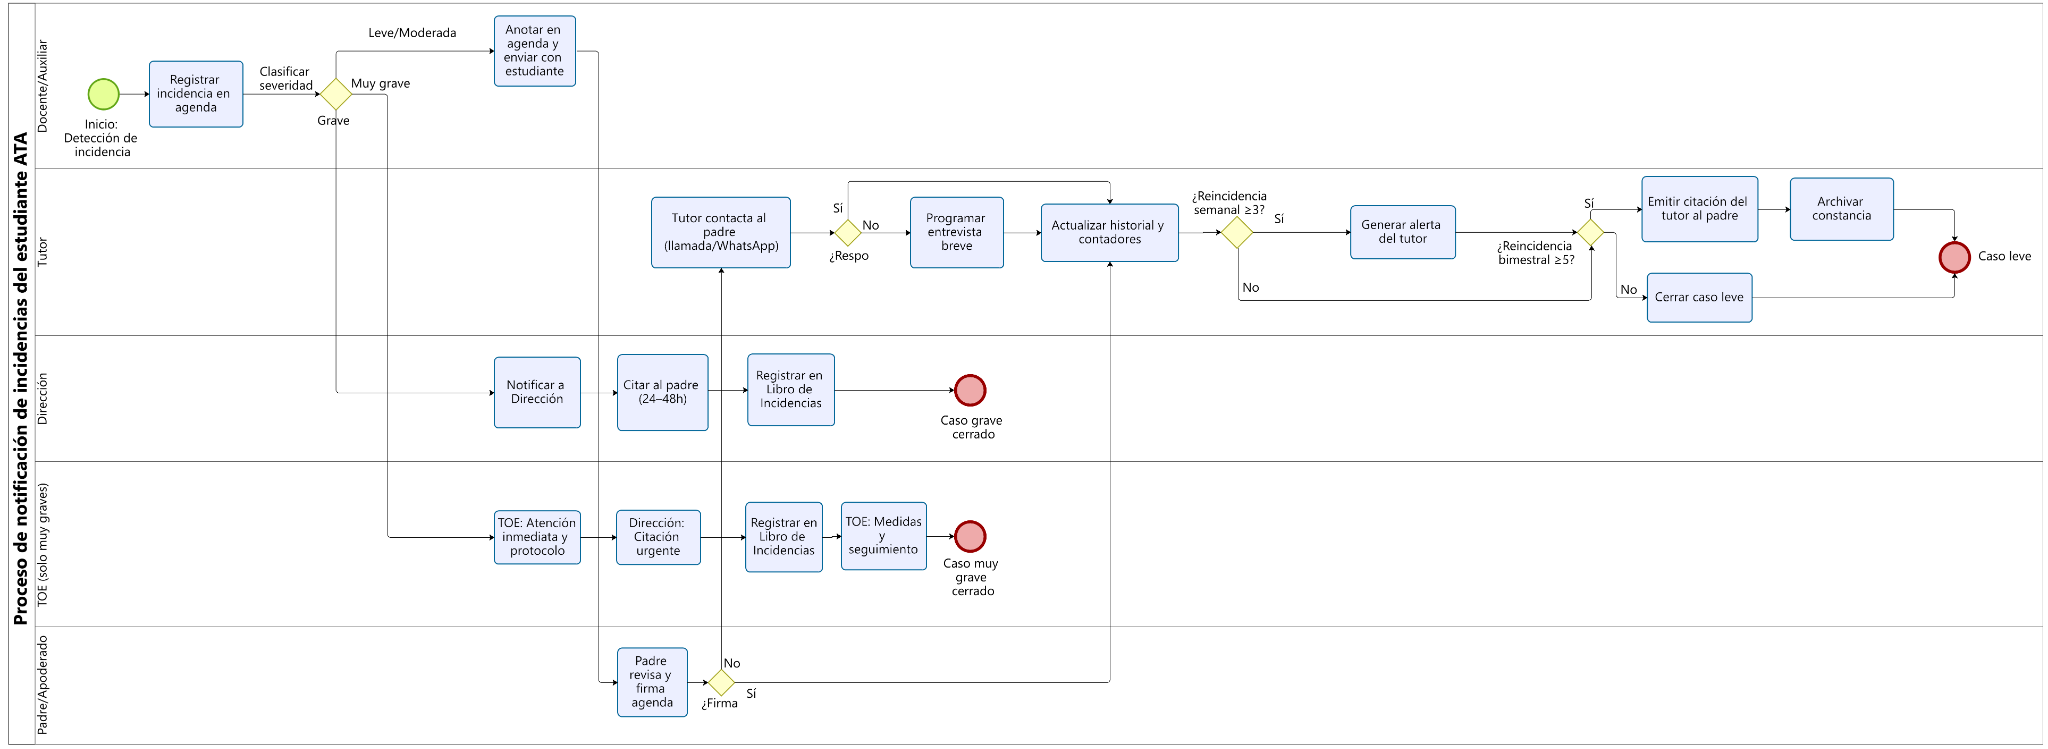 Proceso de notificación de incidencias del estudiante ATA
Docente/Auxiliar
Inicio:
Detección de
incidencia
Registrar
incidencia en
agenda
Clasificar
severidad
Leve/Moderada
Muy grave
Grave
Anotar en
agenda y
enviar con
estudiante
Tutor
Tutor contacta al
padre
(llamada/WhatsApp)
Sí
No
¿Respo
Programar
entrevista
breve
Actualizar historial y
contadores
¿Reincidencia
semanal ≥3?
Sí
No
Generar alerta
del tutor
¿Reincidencia
bimestral ≥5?
Sí
No
Emitir citación del
tutor al padre
Archivar
constancia
Cerrar caso leve
Caso leve
Dirección
Notificar a
Dirección
Citar al padre
(24–48h)
Registrar en
Libro de
Incidencias
Caso grave
cerrado
TOE (solo muy graves)
TOE: Atención
inmediata y
protocolo
Dirección:
Citación
urgente
Registrar en
Libro de
Incidencias
TOE: Medidas
y
seguimiento
Caso muy
grave
cerrado
Padre/Apoderado
Padre
revisa y
firma
agenda
No
Sí
¿Firma